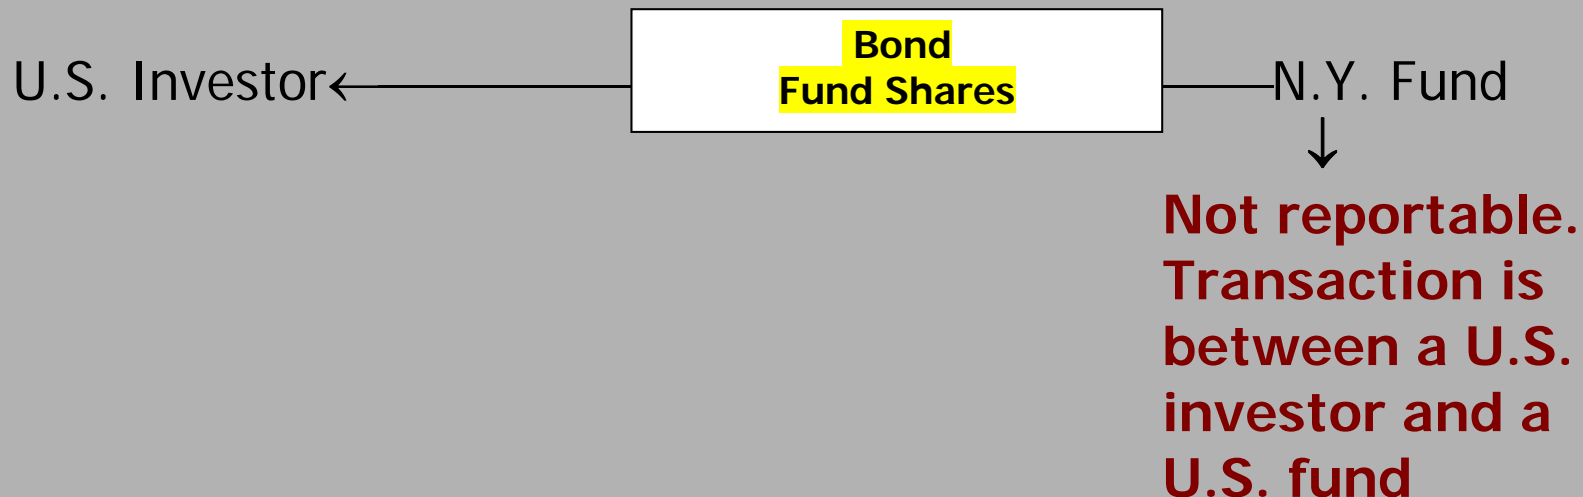 U.S. Investor← Bond N.Y. Fund
Fund Shares
↓
Not reportable.
Transaction is
between a U.S.
investor and a
U.S. fund